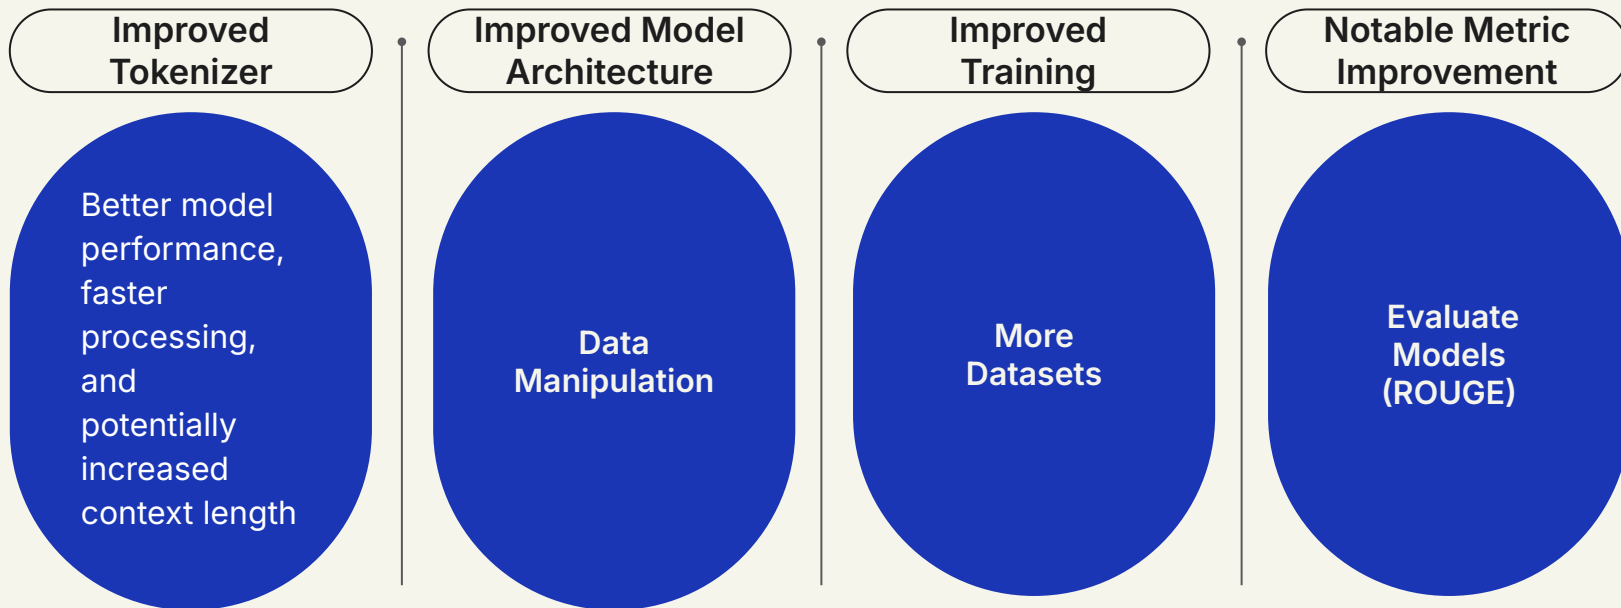 Improved
Tokenizer
Better model
performance,
faster
processing,
and
potentially
increased
context length
Improved Model
Architecture
Data
Manipulation
Improved
Training
More
Datasets
Notable Metric
Improvement
Evaluate
Models
(ROUGE)